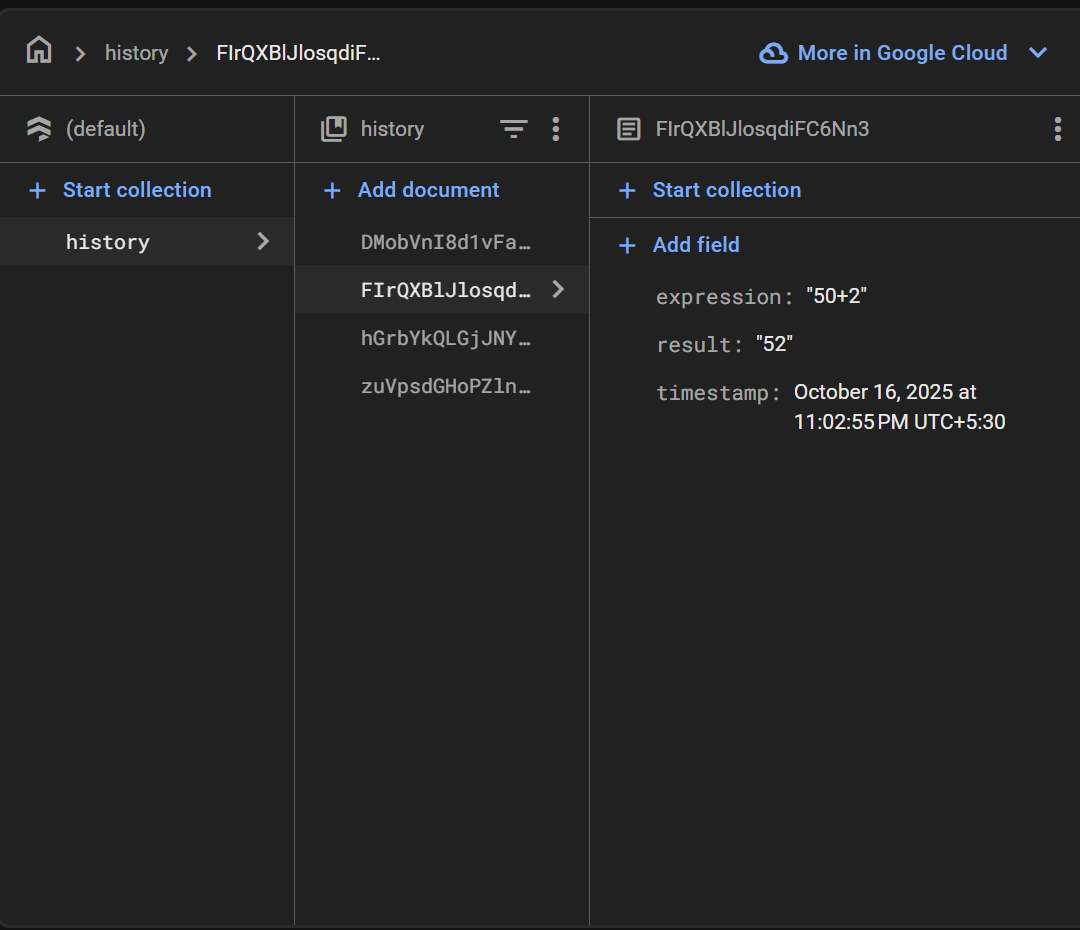 history
FIrQXBlJlosqdiF...
More in Google Cloud
(default)
history
FIrQXBlJlosqdiFC6Nn3
Start collection
Add document
Start collection
history
DMobVnI8d1vFa…
FIrQXBlJlosqd…
hGrbYkQLGjJNY…
zuVpsdGHoPZln…
Add field
expression: "50+2"
result: "52"
timestamp: October 16, 2025 at
11:02:55 PM UTC+5:30